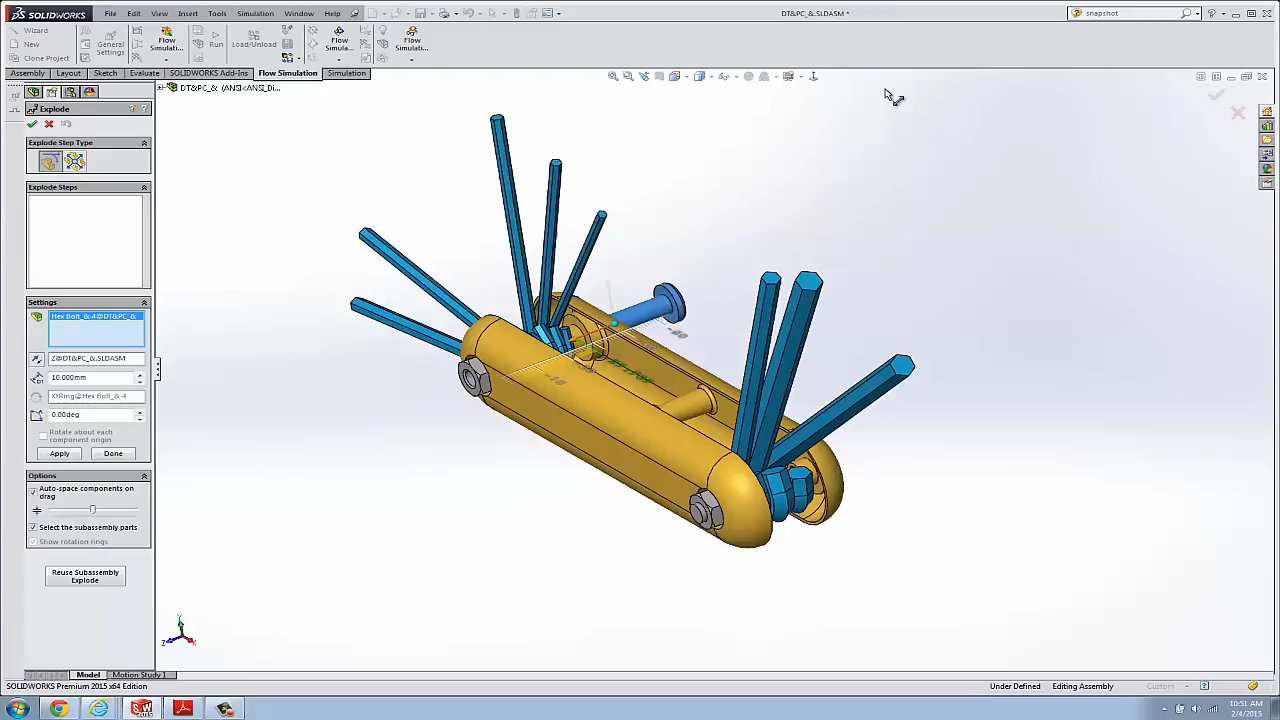 SOLIDWORKS
File
Edit
View
Insert
Tools
Simulation
Window
Help
DT&PC_&.SLDASM *
snapshot
Wizard
New
Clone Project
General
Settings
Flow
Simulati...
Run
Load/Unload
Flow
Simula...
Flow
Simulati...
Assembly
Layout
Sketch
Evaluate
SOLIDWORKS Add-Ins
Flow Simulation
Simulation
DT&PC_& (ANSI<ANSI_Di...
Explode
Explode Step Type
Explode Steps
Settings
Hex Bolt_&-4@DT&PC_&
Z@DT&PC_&.SLDASM
10.000mm
XYRing@Hex Bolt_&-4
0.00deg
Rotate about each
component origin
Apply
Done
Options
Auto-space components on
drag
Select the subassembly parts
Show rotation rings
Reuse Subassembly
Explode
Y
Z
X
Model
Motion Study 1
SOLIDWORKS Premium 2015 x64 Edition
Under Defined
Editing Assembly
Custom
10:51 AM
2/4/2015